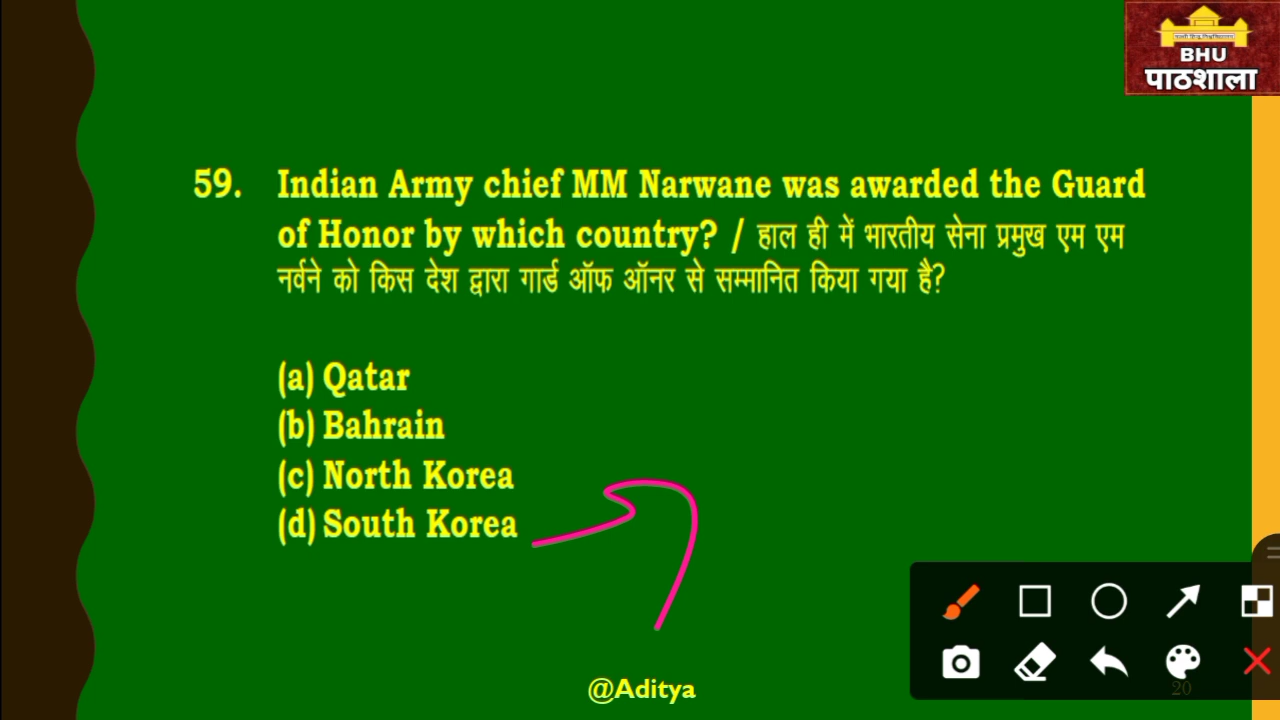 BHU
पाठशाला
59. Indian Army chief MM Narwane was awarded the Guard
of Honor by which country? / हाल ही में भारतीय सेना प्रमुख एम एम
नर्वने को किस देश द्वारा गार्ड ऑफ ऑनर से सम्मानित किया गया है?
(a) Qatar
(b) Bahrain
(c) North Korea
(d) South Korea
@Aditya
20